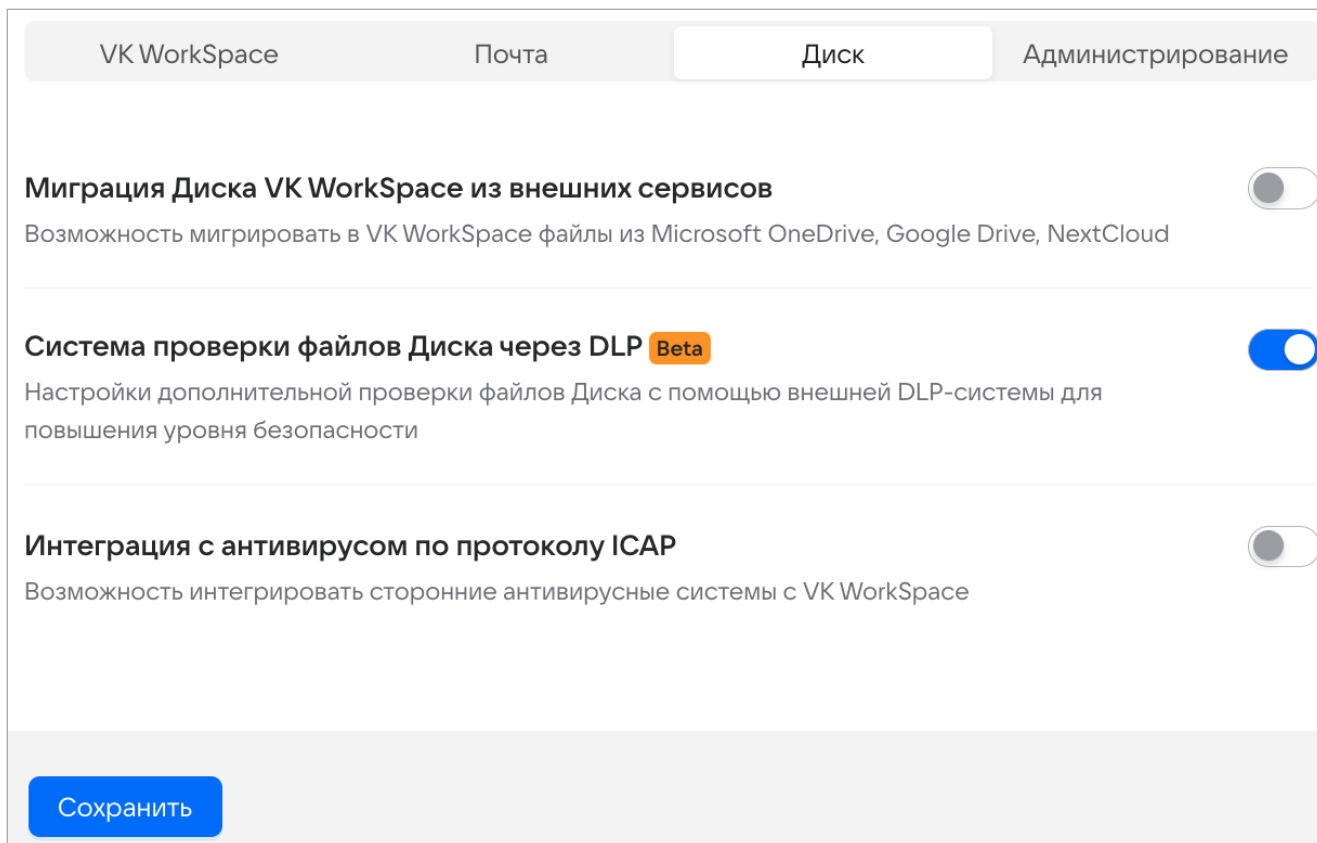 VK WorkSpace Почта Диск Администрирование
Миграция Диска VK WorkSpace из внешних сервисов
Возможность мигрировать в VK WorkSpace файлы из Microsoft OneDrive, Google Drive, NextCloud
Система проверки файлов Диска через DLP Beta
Настройки дополнительной проверки файлов Диска с помощью внешней DLP-системы для
повышения уровня безопасности
Интеграция с антивирусом по протоколу ICAP
Возможность интегрировать сторонние антивирусные системы с VK WorkSpace
Сохранить